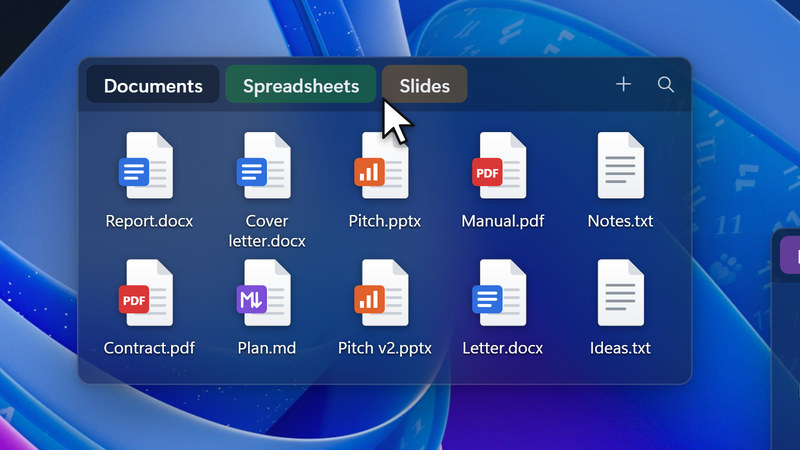 Documents Spreadsheets Slides
Report.docx
Cover
letter.docx
Pitch.pptx
PDF
Manual.pdf
Notes.txt
PDF
Contract.pdf
M
Plan.md
Pitch v2.pptx
Letter.docx
Ideas.txt
11